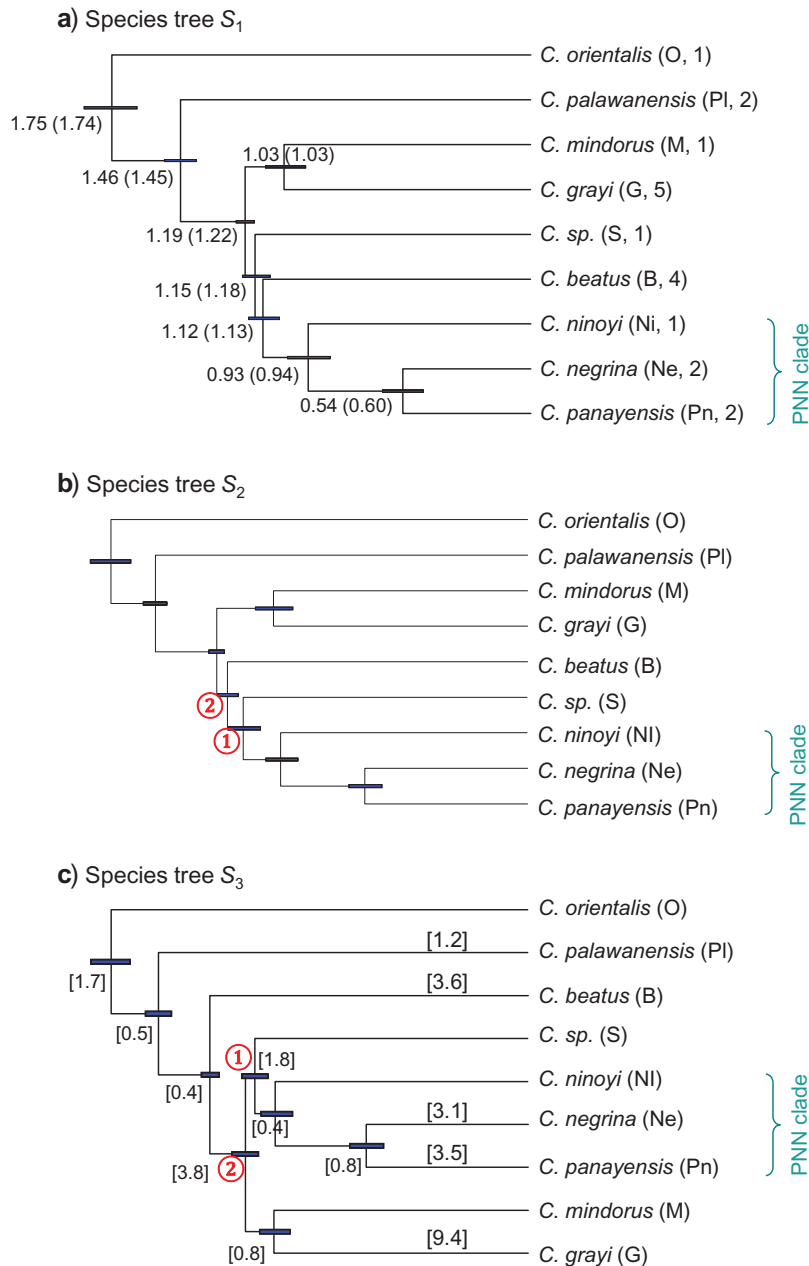 a) Species tree S1
C. orientalis (O, 1)
1.75 (1.74)
C. palawanensis (Pl, 2)
1.46 (1.45)
1.03 (1.03)
C. mindorus (M, 1)
C. grayi (G, 5)
1.19 (1.22)
C. sp. (S, 1)
1.15 (1.18)
C. beatus (B, 4)
1.12 (1.13)
C. ninoyi (Ni, 1)
0.93 (0.94)
C. negrina (Ne, 2)
0.54 (0.60)
C. panayensis (Pn, 2)
PNN clade
b) Species tree S2
C. orientalis (O)
C. palawanensis (Pl)
C. mindorus (M)
C. grayi (G)
C. beatus (B)
2
C. sp. (S)
1
C. ninoyi (NI)
C. negrina (Ne)
C. panayensis (Pn)
PNN clade
c) Species tree S3
C. orientalis (O)
[1.7]
[1.2]
C. palawanensis (Pl)
[0.5]
[3.6]
C. beatus (B)
[0.4]
C. sp. (S)
1
[1.8]
C. ninoyi (NI)
[0.4]
[3.1]
C. negrina (Ne)
[0.8]
[3.5]
C. panayensis (Pn)
PNN clade
2
[3.8]
C. mindorus (M)
[0.8]
[9.4]
C. grayi (G)